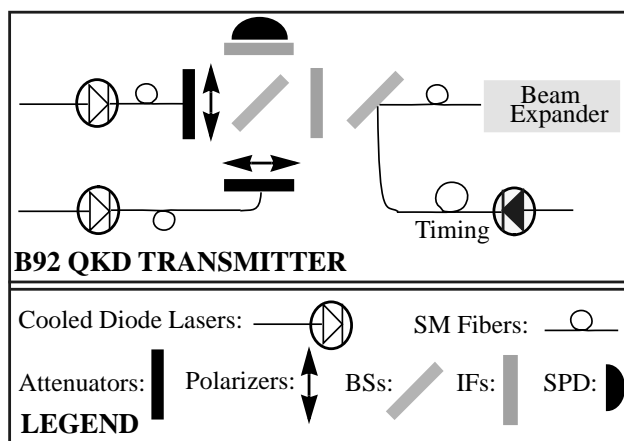 Beam
Expander
Timing
B92 QKD TRANSMITTER
Cooled Diode Lasers:
SM Fibers:
Attenuators:
Polarizers:
BSs:
IFs:
SPD:
LEGEND